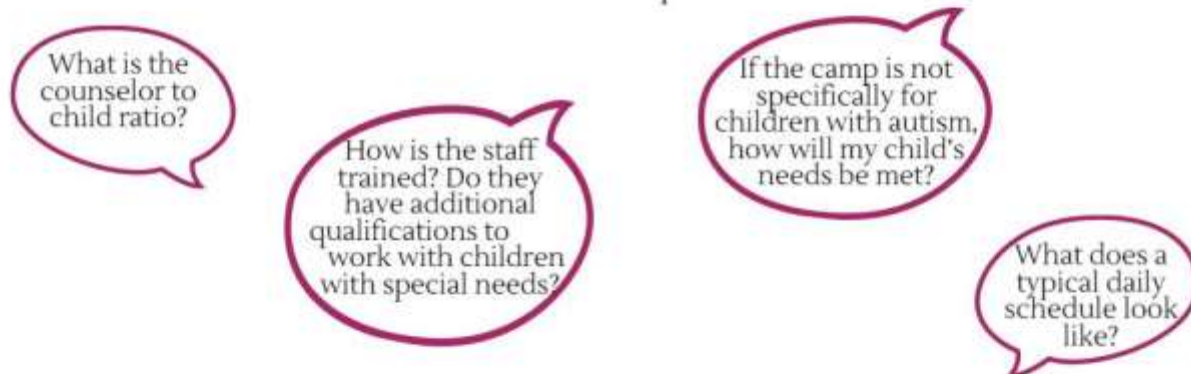 What is the
counselor to
child ratio?
How is the staff
trained? Do they
have additional
qualifications to
work with children
with special needs?
If the camp is not
specifically for
children with autism,
how will my child's
needs be met?
What does a
typical daily
schedule look
like?